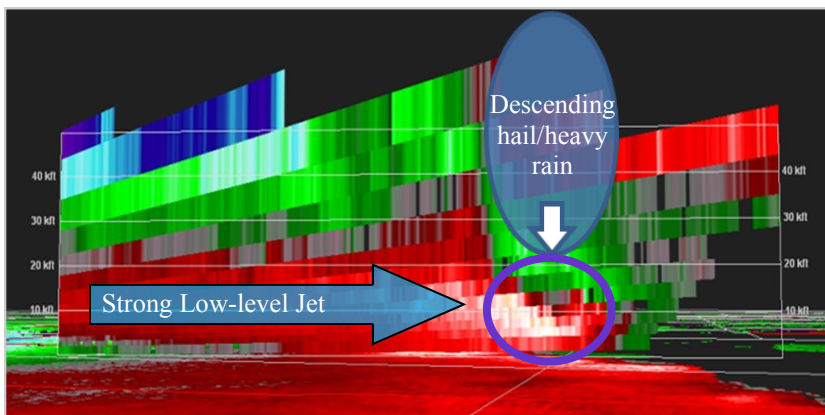 Descending
hail/heavy
rain
40 kft
40 kft
30 kft
30 kft
20 kft
20 kft
Strong Low-level Jet
10 kft
10 kft